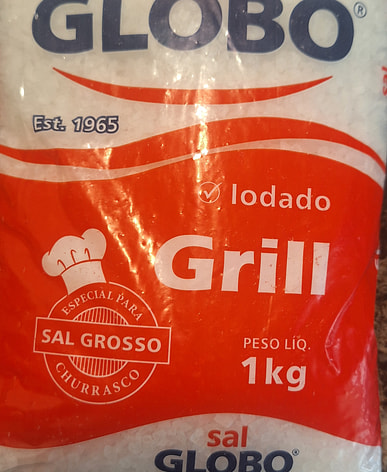 GLOBO®
Est. 1965
Iodado
Grill
ESPECIAL PARA
SAL GROSSO
CHURRASCO
PESO LÍQ.
1kg
sal
GLOBO®